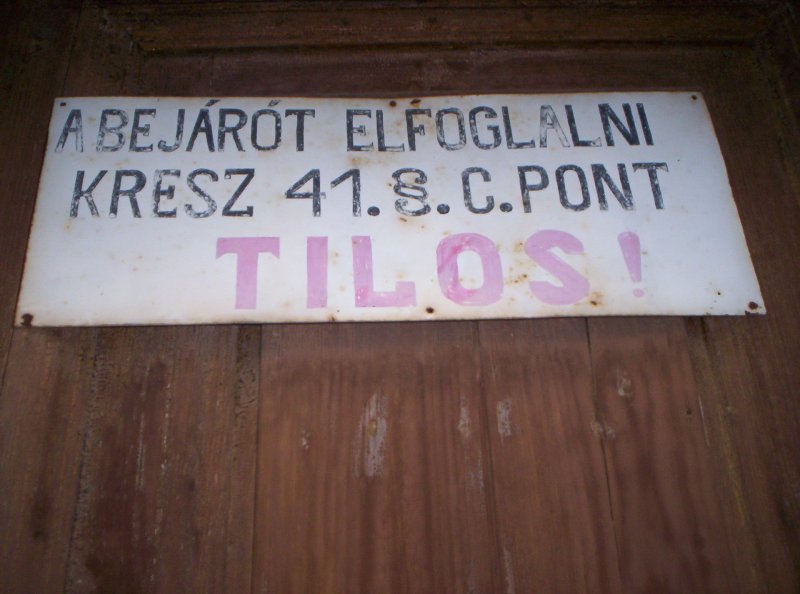 A BEJÁRÓT ELFOGLALNI
KRESZ 41.§.C.PONT
TILOS!